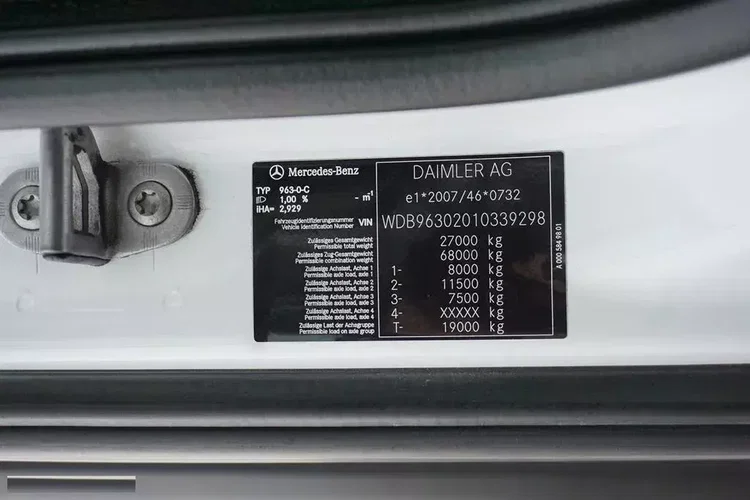 Mercedes-Benz DAIMLER AG
TYP 963-0-C
1,00% - m-1 e1*2007/46*0732
iHA= 2,929
Fahrzeugidentifizierungsnummer
Vehicle Identification Number VIN WDB96302010339298
Zulässiges Gesamtgewicht
Permissible total weight 27000 kg
Zulässiges Zug-Gesamtgewicht
Permissible combination weight 68000 kg
Zulässige Achslast, Achse 1
Permissible axle load, axle 1 1- 8000 kg
Zulässige Achslast, Achse 2
Permissible axle load, axle 2 2- 11500 kg
Zulässige Achslast, Achse 3
Permissible axle load, axle 3 3- 7500 kg
Zulässige Achslast, Achse 4
Permissible axle load, axle 4 4- XXXXX kg
Zulässige Last der Achsgruppe
Permissible load on axle group T- 19000 kg
A 000 584 98 01